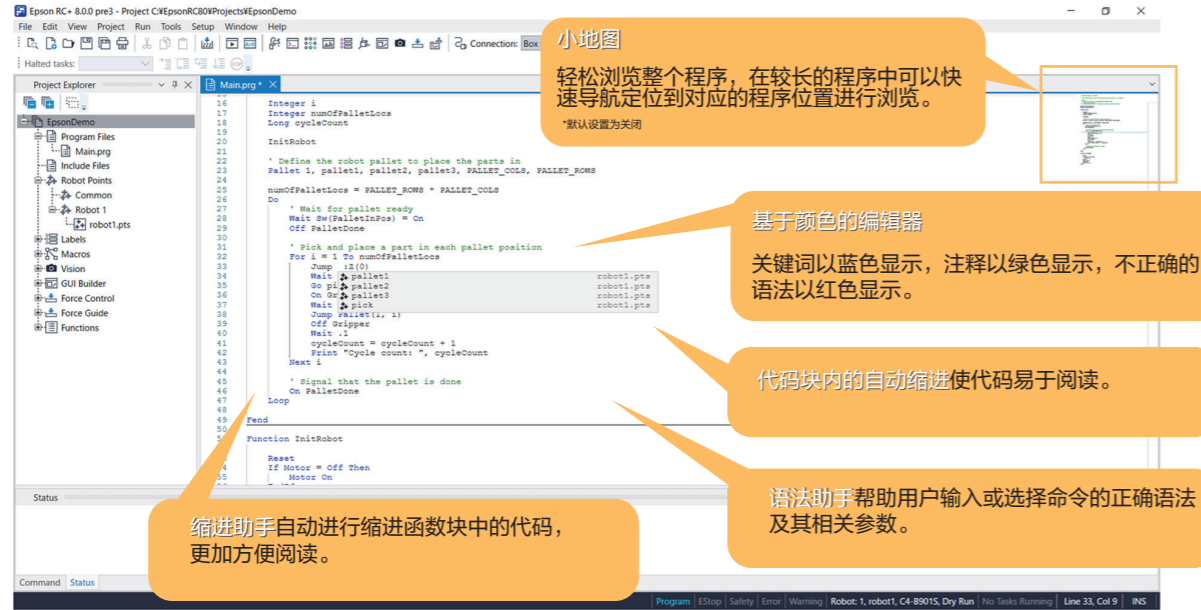 Epson RC+ 8.0.0 pre3 - Project C:¥EpsonRC80¥Projects¥EpsonDemo
File Edit View Project Run Tools Setup Window Help
Connection: Box
Halted tasks:
小地图
轻松浏览整个程序，在较长的程序中可以快
速导航定位到对应的程序位置进行浏览。
*默认设置为关闭
Project Explorer
EpsonDemo
Program Files
Main.prg
Include Files
Robot Points
Common
Robot 1
robot1.pts
Labels
Macros
Vision
GUI Builder
Force Control
Force Guide
Functions
Main.prg *
16 Integer i
17 Integer numOfPalletLocs
18 Long cycleCount
19
20 InitRobot
21
22 ' Define the robot pallet to place the parts in
23 Pallet 1, pallet1, pallet2, pallet3, PALLET_COLS, PALLET_ROWS
24
25 numOfPalletLocs = PALLET_ROWS * PALLET_COLS
26 Do
27 ' Wait for pallet ready
28 Wait Sw(PalletInPos) = On
29 Off PalletDone
30
31 ' Pick and place a part in each pallet position
32 For i = 1 To numOfPalletLocs
33 Jump :Z(0)
34 Wait pallet1 robot1.pts
35 Go pi pallet2 robot1.pts
36 On Gr pallet3 robot1.pts
37 Wait pick robot1.pts
38 Jump Pallet(1, i)
39 Off Gripper
40 Wait .1
41 cycleCount = cycleCount + 1
42 Print "Cycle count: ", cycleCount
43 Next i
44
45 ' Signal that the pallet is done
46 On PalletDone
47 Loop
48
49 Fend
50
Function InitRobot
Reset
If Motor = Off Then
Motor On
基于颜色的编辑器
关键词以蓝色显示，注释以绿色显示，不正确的
语法以红色显示。
代码块内的自动缩进使代码易于阅读。
语法助手帮助用户输入或选择命令的正确语法
及其相关参数。
缩进助手自动进行缩进函数块中的代码，
更加方便阅读。
Status
Command Status
Program EStop Safety Error Warning Robot: 1, robot1, C4-B901S, Dry Run No Tasks Running Line 33, Col 9 INS